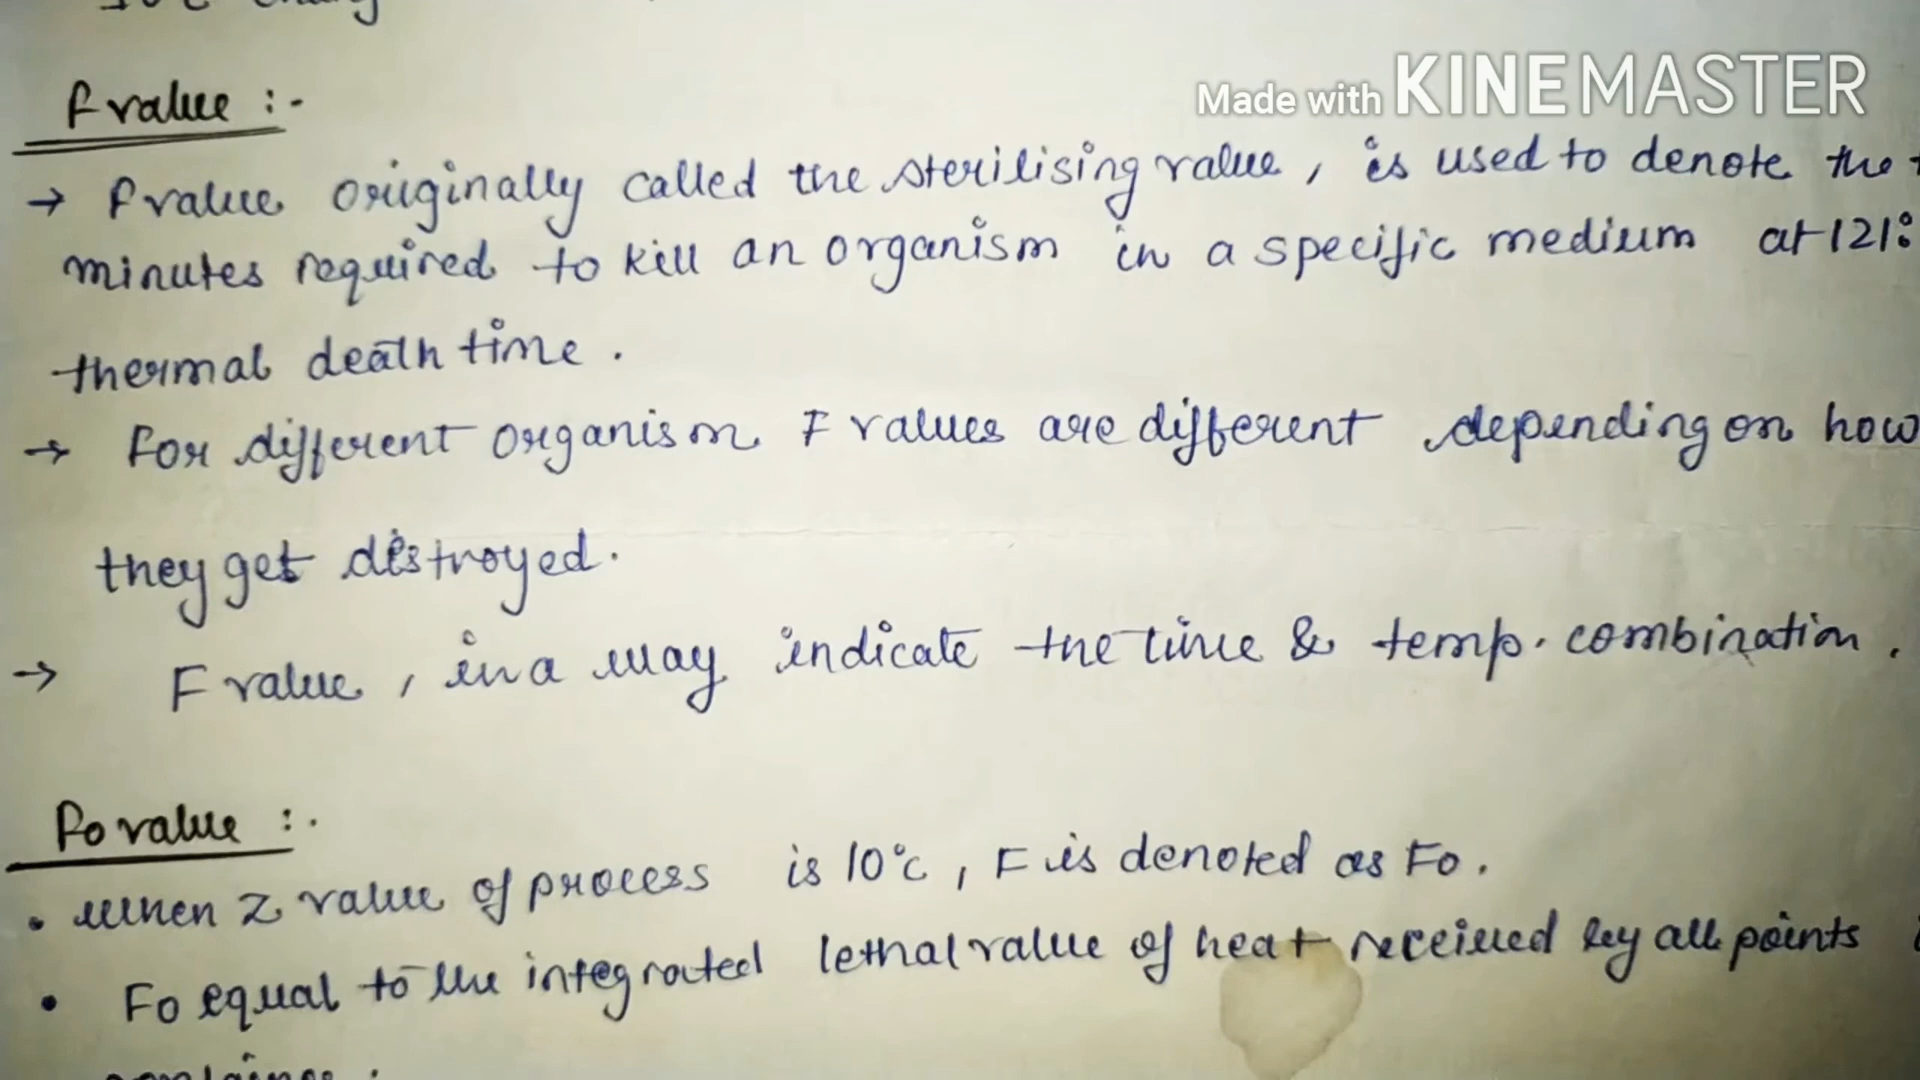 10°C
F value :-
Made with KINEMASTER
→ F value originally called the sterilising value, is used to denote the
minutes required to kill an organism in a specific medium at 121
thermal death time.
→ For different organism F values are different depending on how
they get destroyed.
→ F value, in a way indicate the time & temp. combination.
Fo value :.
• When Z value of process is 10°C, F is denoted as Fo.
• Fo equal to the integrated lethal value of heat received by all points